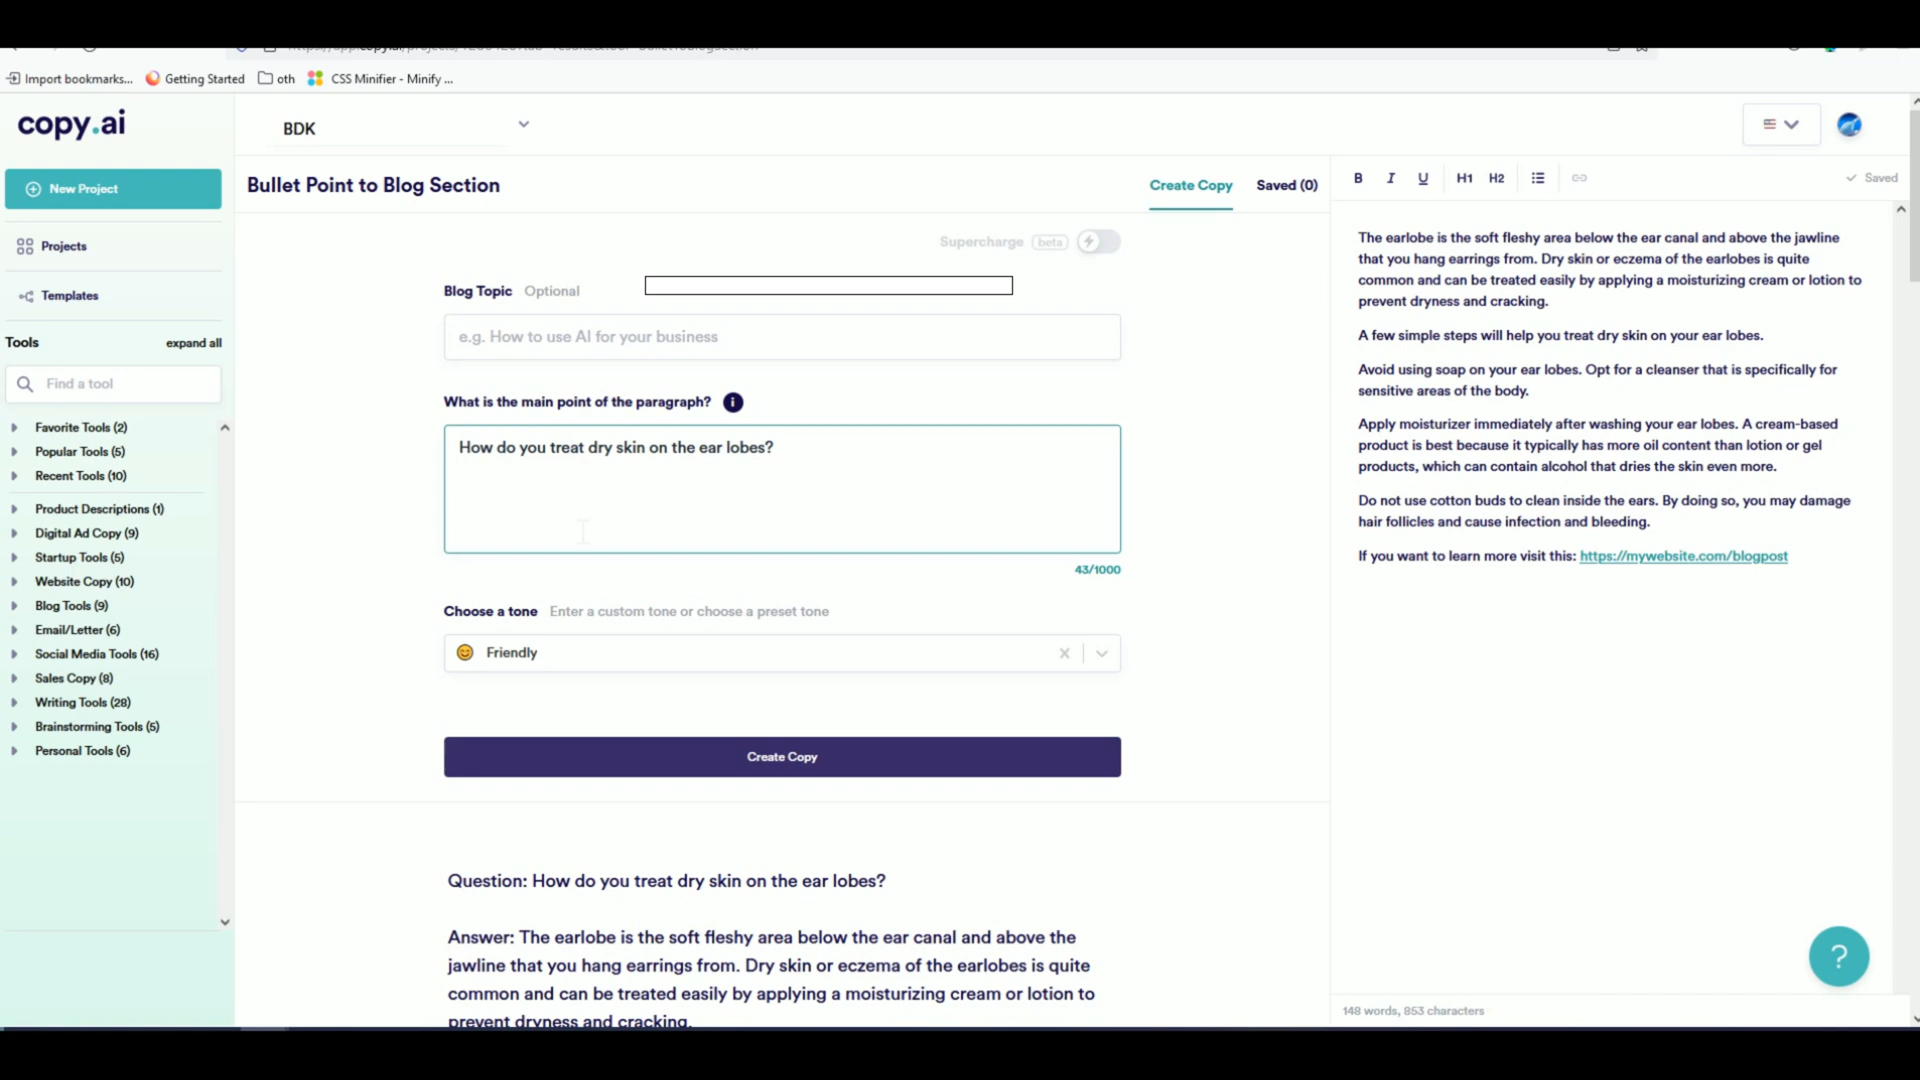 Import bookmarks... Getting Started oth CSS Minifier - Minify ...
copy.ai
BDK
New Project
Bullet Point to Blog Section
Create Copy Saved (0)
B I U H1 H2 Saved
Projects
Templates
Tools expand all
Find a tool
Favorite Tools (2)
Popular Tools (5)
Recent Tools (10)
Product Descriptions (1)
Digital Ad Copy (9)
Startup Tools (5)
Website Copy (10)
Blog Tools (9)
Email/Letter (6)
Social Media Tools (16)
Sales Copy (8)
Writing Tools (28)
Brainstorming Tools (5)
Personal Tools (6)
Supercharge beta
Blog Topic Optional
e.g. How to use AI for your business
What is the main point of the paragraph? i
How do you treat dry skin on the ear lobes?
43/1000
Choose a tone Enter a custom tone or choose a preset tone
Friendly
Create Copy
Question: How do you treat dry skin on the ear lobes?
Answer: The earlobe is the soft fleshy area below the ear canal and above the
jawline that you hang earrings from. Dry skin or eczema of the earlobes is quite
common and can be treated easily by applying a moisturizing cream or lotion to
prevent dryness and cracking.
The earlobe is the soft fleshy area below the ear canal and above the jawline
that you hang earrings from. Dry skin or eczema of the earlobes is quite
common and can be treated easily by applying a moisturizing cream or lotion to
prevent dryness and cracking.
A few simple steps will help you treat dry skin on your ear lobes.
Avoid using soap on your ear lobes. Opt for a cleanser that is specifically for
sensitive areas of the body.
Apply moisturizer immediately after washing your ear lobes. A cream-based
product is best because it typically has more oil content than lotion or gel
products, which can contain alcohol that dries the skin even more.
Do not use cotton buds to clean inside the ears. By doing so, you may damage
hair follicles and cause infection and bleeding.
If you want to learn more visit this: https://mywebsite.com/blogpost
?
148 words, 853 characters